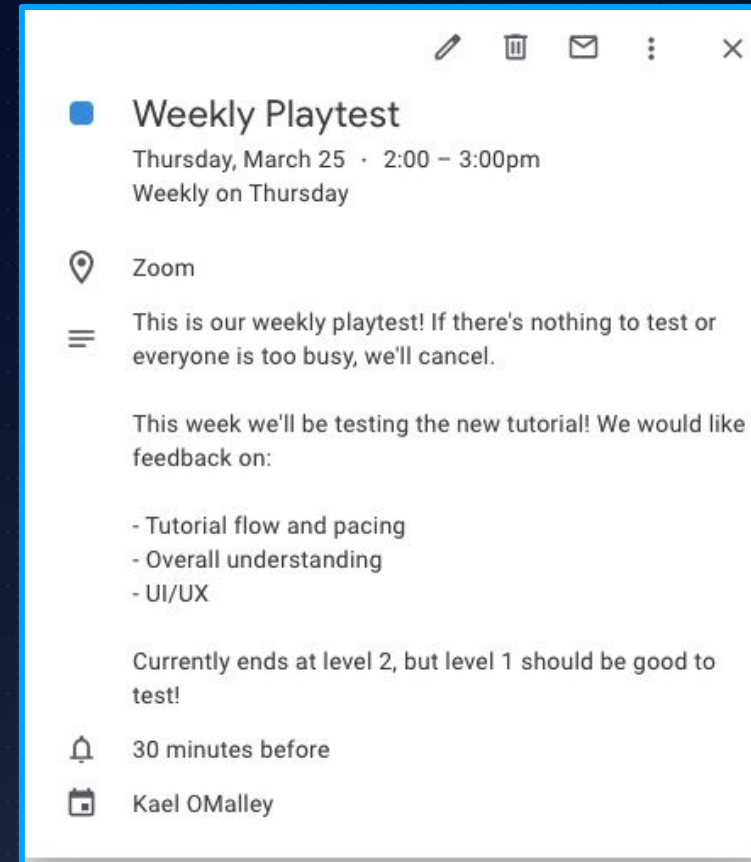 Weekly Playtest
Thursday, March 25 · 2:00 – 3:00pm
Weekly on Thursday
Zoom
This is our weekly playtest! If there's nothing to test or
everyone is too busy, we'll cancel.
This week we'll be testing the new tutorial! We would like
feedback on:
- Tutorial flow and pacing
- Overall understanding
- UI/UX
Currently ends at level 2, but level 1 should be good to
test!
30 minutes before
Kael OMalley